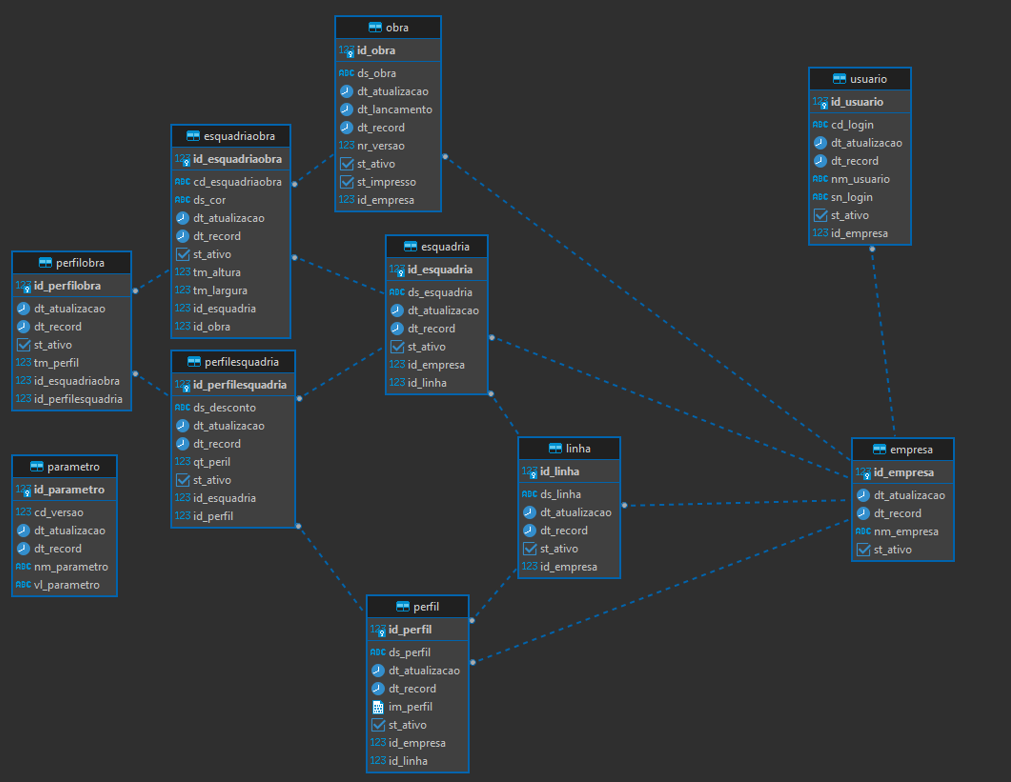 obra
123 id_obra
ABC ds_obra
dt_atualizacao
dt_lancamento
dt_record
123 nr_versao
st_ativo
st_impresso
123 id_empresa
usuario
123 id_usuario
ABC cd_login
dt_atualizacao
dt_record
ABC nm_usuario
ABC sn_login
st_ativo
123 id_empresa
esquadriaobra
123 id_esquadriaobra
ABC cd_esquadriaobra
ABC ds_cor
dt_atualizacao
dt_record
st_ativo
123 tm_altura
123 tm_largura
123 id_esquadria
123 id_obra
esquadria
123 id_esquadria
ABC ds_esquadria
dt_atualizacao
dt_record
st_ativo
123 id_empresa
123 id_linha
perfilobra
123 id_perfilobra
dt_atualizacao
dt_record
st_ativo
123 tm_perfil
123 id_esquadriaobra
123 id_perfilesquadria
perfilesquadria
123 id_perfilesquadria
ABC ds_desconto
dt_atualizacao
dt_record
123 qt_peril
st_ativo
123 id_esquadria
123 id_perfil
linha
123 id_linha
ABC ds_linha
dt_atualizacao
dt_record
st_ativo
123 id_empresa
empresa
123 id_empresa
dt_atualizacao
dt_record
ABC nm_empresa
st_ativo
parametro
123 id_parametro
123 cd_versao
dt_atualizacao
dt_record
ABC nm_parametro
ABC vl_parametro
perfil
123 id_perfil
ABC ds_perfil
dt_atualizacao
dt_record
im_perfil
st_ativo
123 id_empresa
123 id_linha